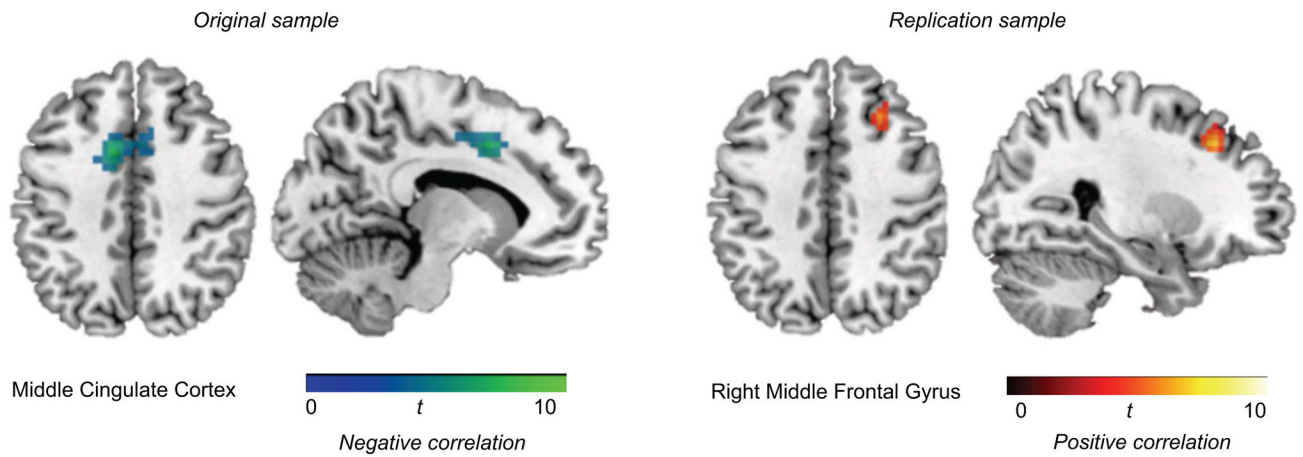 Original sample
Replication sample
Middle Cingulate Cortex
0 t 10
Negative correlation
Right Middle Frontal Gyrus
0 t 10
Positive correlation